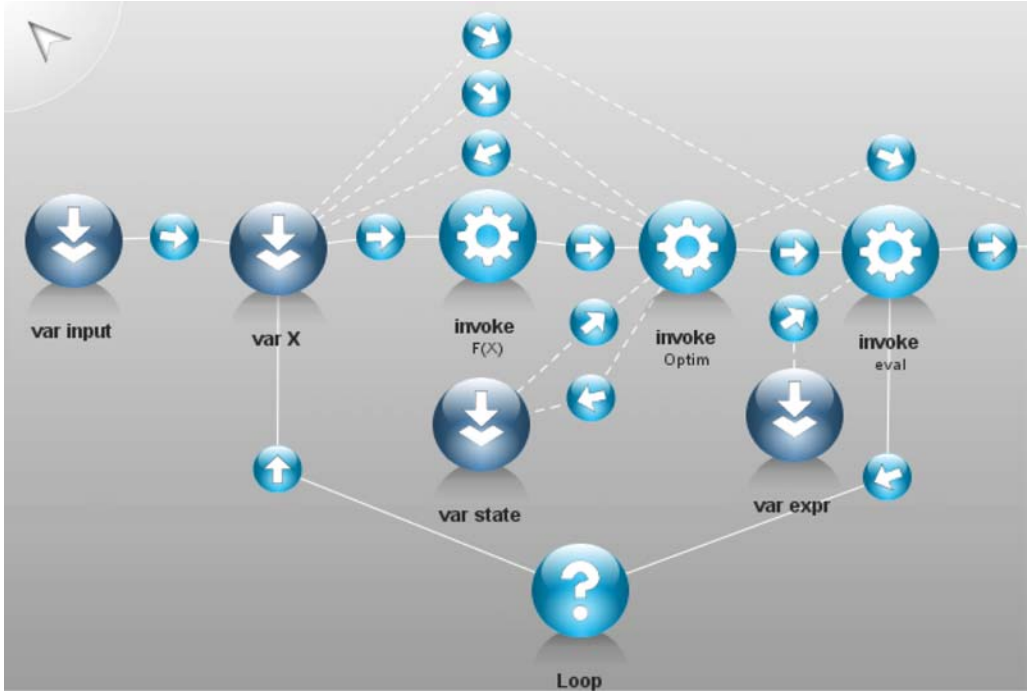 var input
var X
invoke
F(X)
invoke
Optim
invoke
eval
var state
var expr
Loop